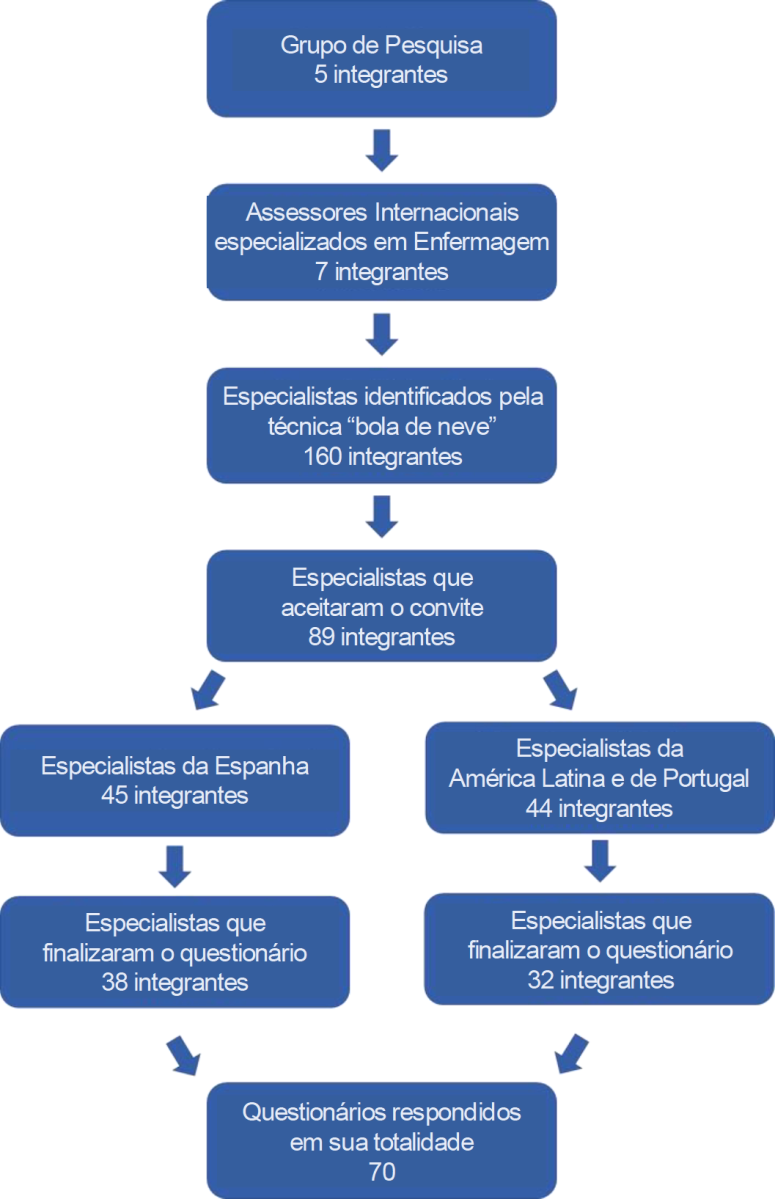 Grupo de Pesquisa
5 integrantes
Assessores Internacionais
especializados em Enfermagem
7 integrantes
Especialistas identificados pela
técnica “bola de neve”
160 integrantes
Especialistas que
aceitaram o convite
89 integrantes
Especialistas da Espanha
45 integrantes
Especialistas da
América Latina e de Portugal
44 integrantes
Especialistas que
finalizaram o questionário
38 integrantes
Especialistas que
finalizaram o questionário
32 integrantes
Questionários respondidos
em sua totalidade
70